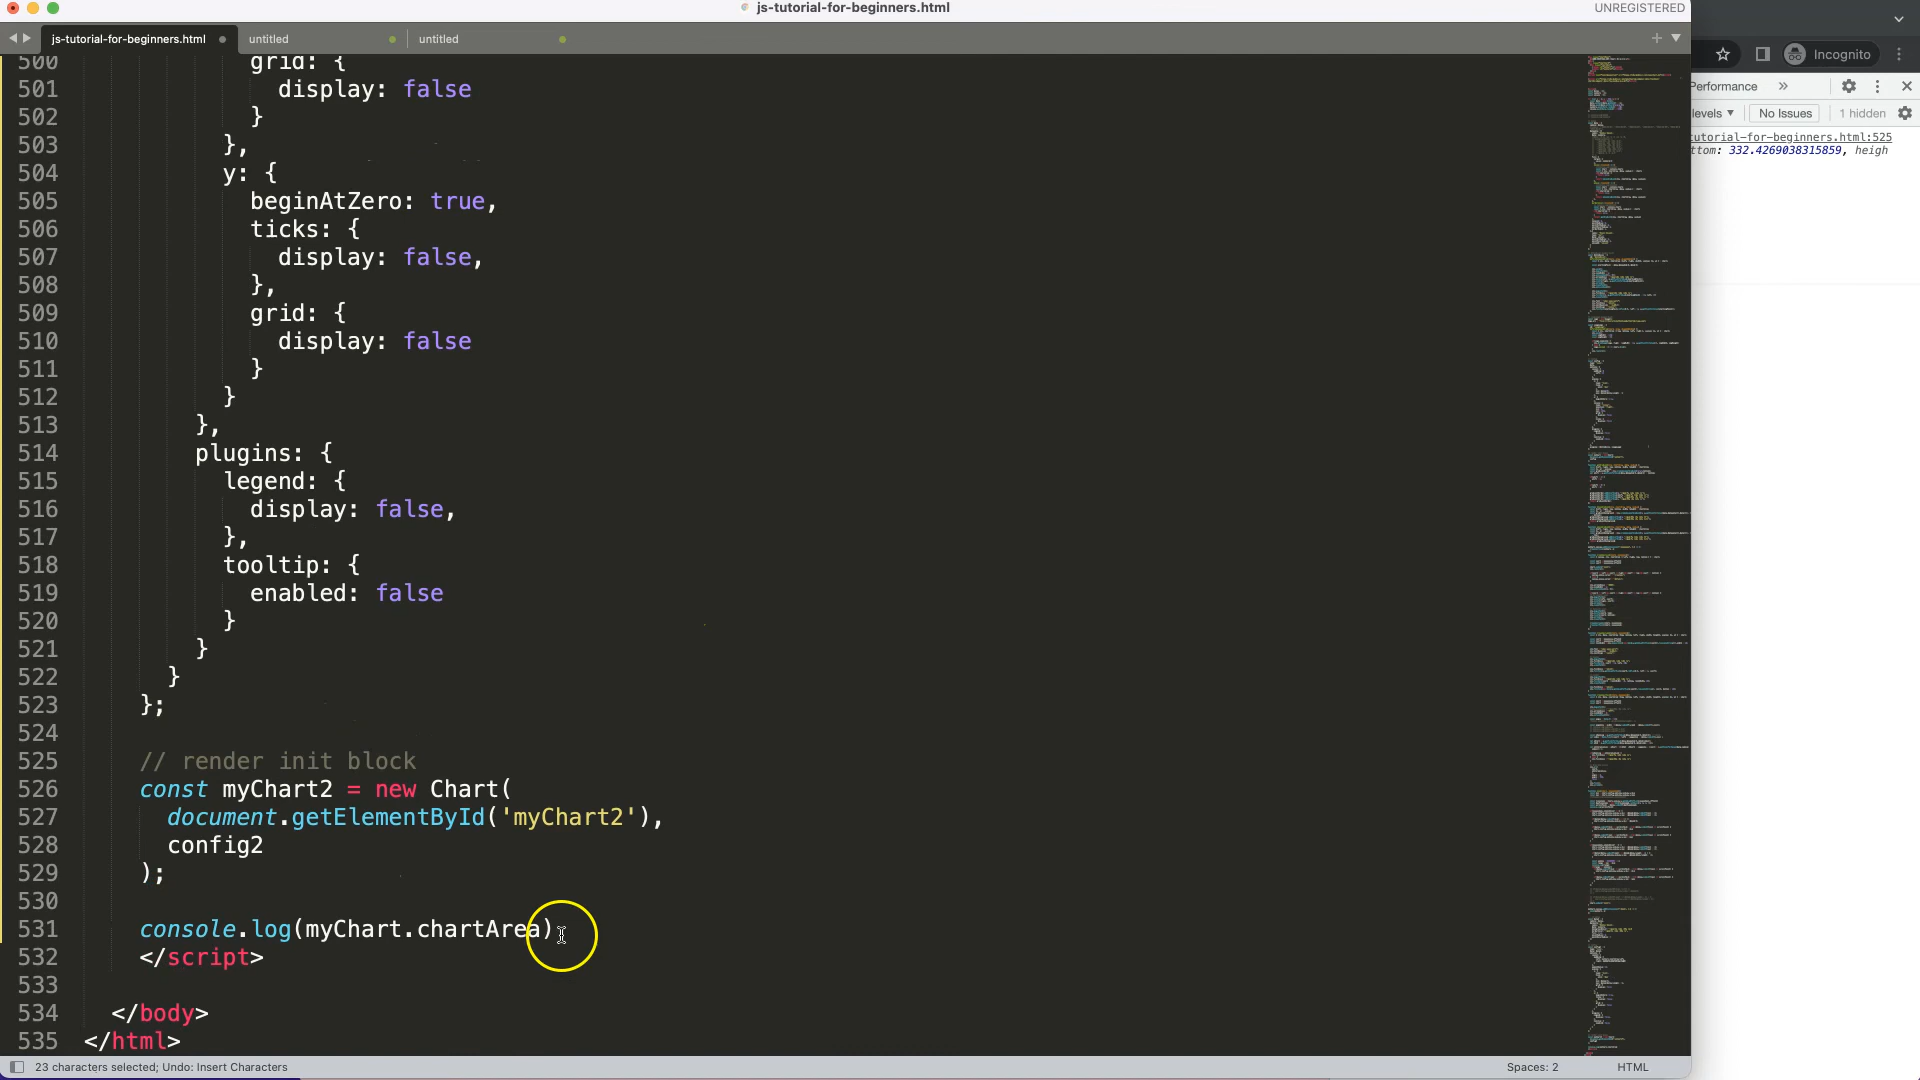 js-tutorial-for-beginners.html
UNREGISTERED
js-tutorial-for-beginners.html
untitled
untitled
Incognito
Performance
levels
No Issues
1 hidden
tutorial-for-beginners.html:525
ttom: 332.4269038315859, heigh
500 grid: {
501 display: false
502 }
503 },
504 y: {
505 beginAtZero: true,
506 ticks: {
507 display: false,
508 },
509 grid: {
510 display: false
511 }
512 }
513 },
514 plugins: {
515 legend: {
516 display: false,
517 },
518 tooltip: {
519 enabled: false
520 }
521 }
522 }
523 };
524
525 // render init block
526 const myChart2 = new Chart(
527 document.getElementById('myChart2'),
528 config2
529 );
530
531 console.log(myChart.chartArea)
532 </script>
533
534 </body>
535 </html>
23 characters selected; Undo: Insert Characters
Spaces: 2
HTML